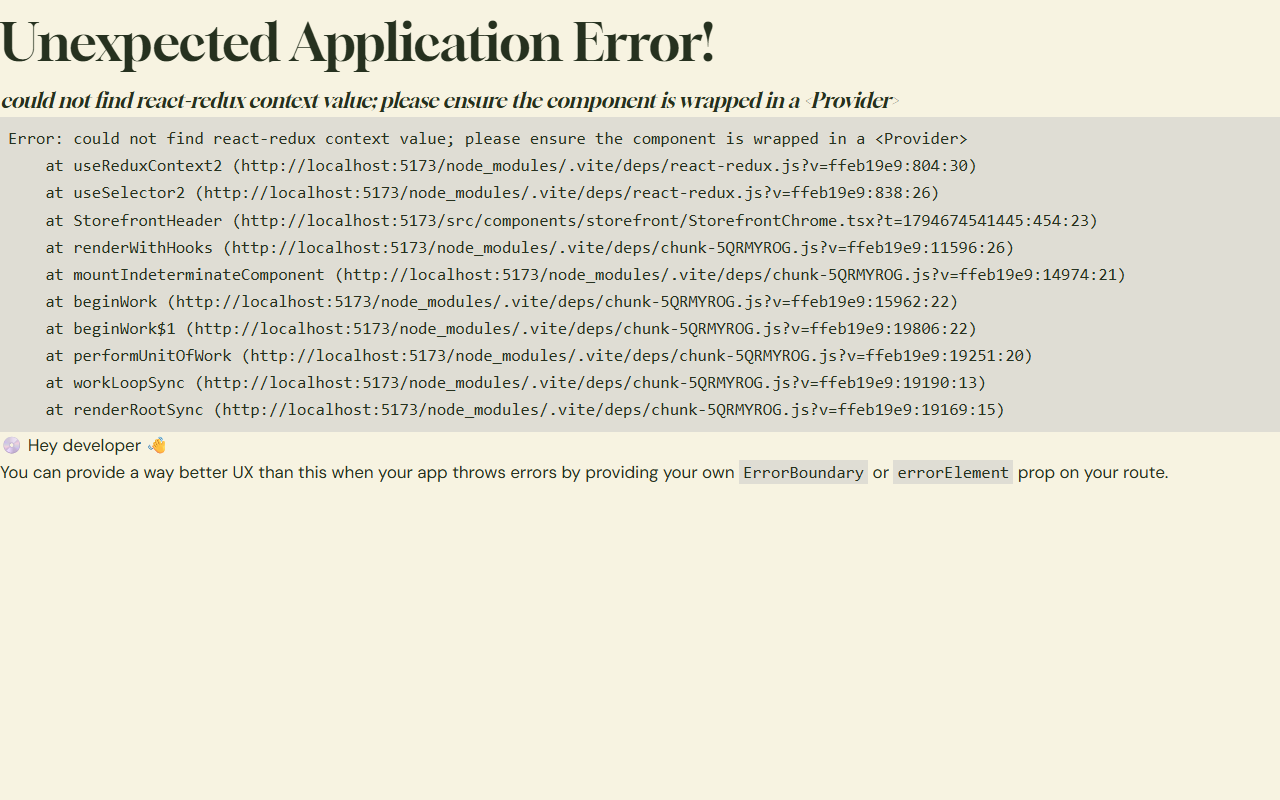 Unexpected Application Error!
could not find react-redux context value; please ensure the component is wrapped in a <Provider>
Error: could not find react-redux context value; please ensure the component is wrapped in a <Provider>
    at useReduxContext2 (http://localhost:5173/node_modules/.vite/deps/react-redux.js?v=ffeb19e9:804:30)
    at useSelector2 (http://localhost:5173/node_modules/.vite/deps/react-redux.js?v=ffeb19e9:838:26)
    at StorefrontHeader (http://localhost:5173/src/components/storefront/StorefrontChrome.tsx?t=1794674541445:454:23)
    at renderWithHooks (http://localhost:5173/node_modules/.vite/deps/chunk-5QRMYROG.js?v=ffeb19e9:11596:26)
    at mountIndeterminateComponent (http://localhost:5173/node_modules/.vite/deps/chunk-5QRMYROG.js?v=ffeb19e9:14974:21)
    at beginWork (http://localhost:5173/node_modules/.vite/deps/chunk-5QRMYROG.js?v=ffeb19e9:15962:22)
    at beginWork$1 (http://localhost:5173/node_modules/.vite/deps/chunk-5QRMYROG.js?v=ffeb19e9:19806:22)
    at performUnitOfWork (http://localhost:5173/node_modules/.vite/deps/chunk-5QRMYROG.js?v=ffeb19e9:19251:20)
    at workLoopSync (http://localhost:5173/node_modules/.vite/deps/chunk-5QRMYROG.js?v=ffeb19e9:19190:13)
    at renderRootSync (http://localhost:5173/node_modules/.vite/deps/chunk-5QRMYROG.js?v=ffeb19e9:19169:15)
💿 Hey developer 👋
You can provide a way better UX than this when your app throws errors by providing your own ErrorBoundary or errorElement prop on your route.